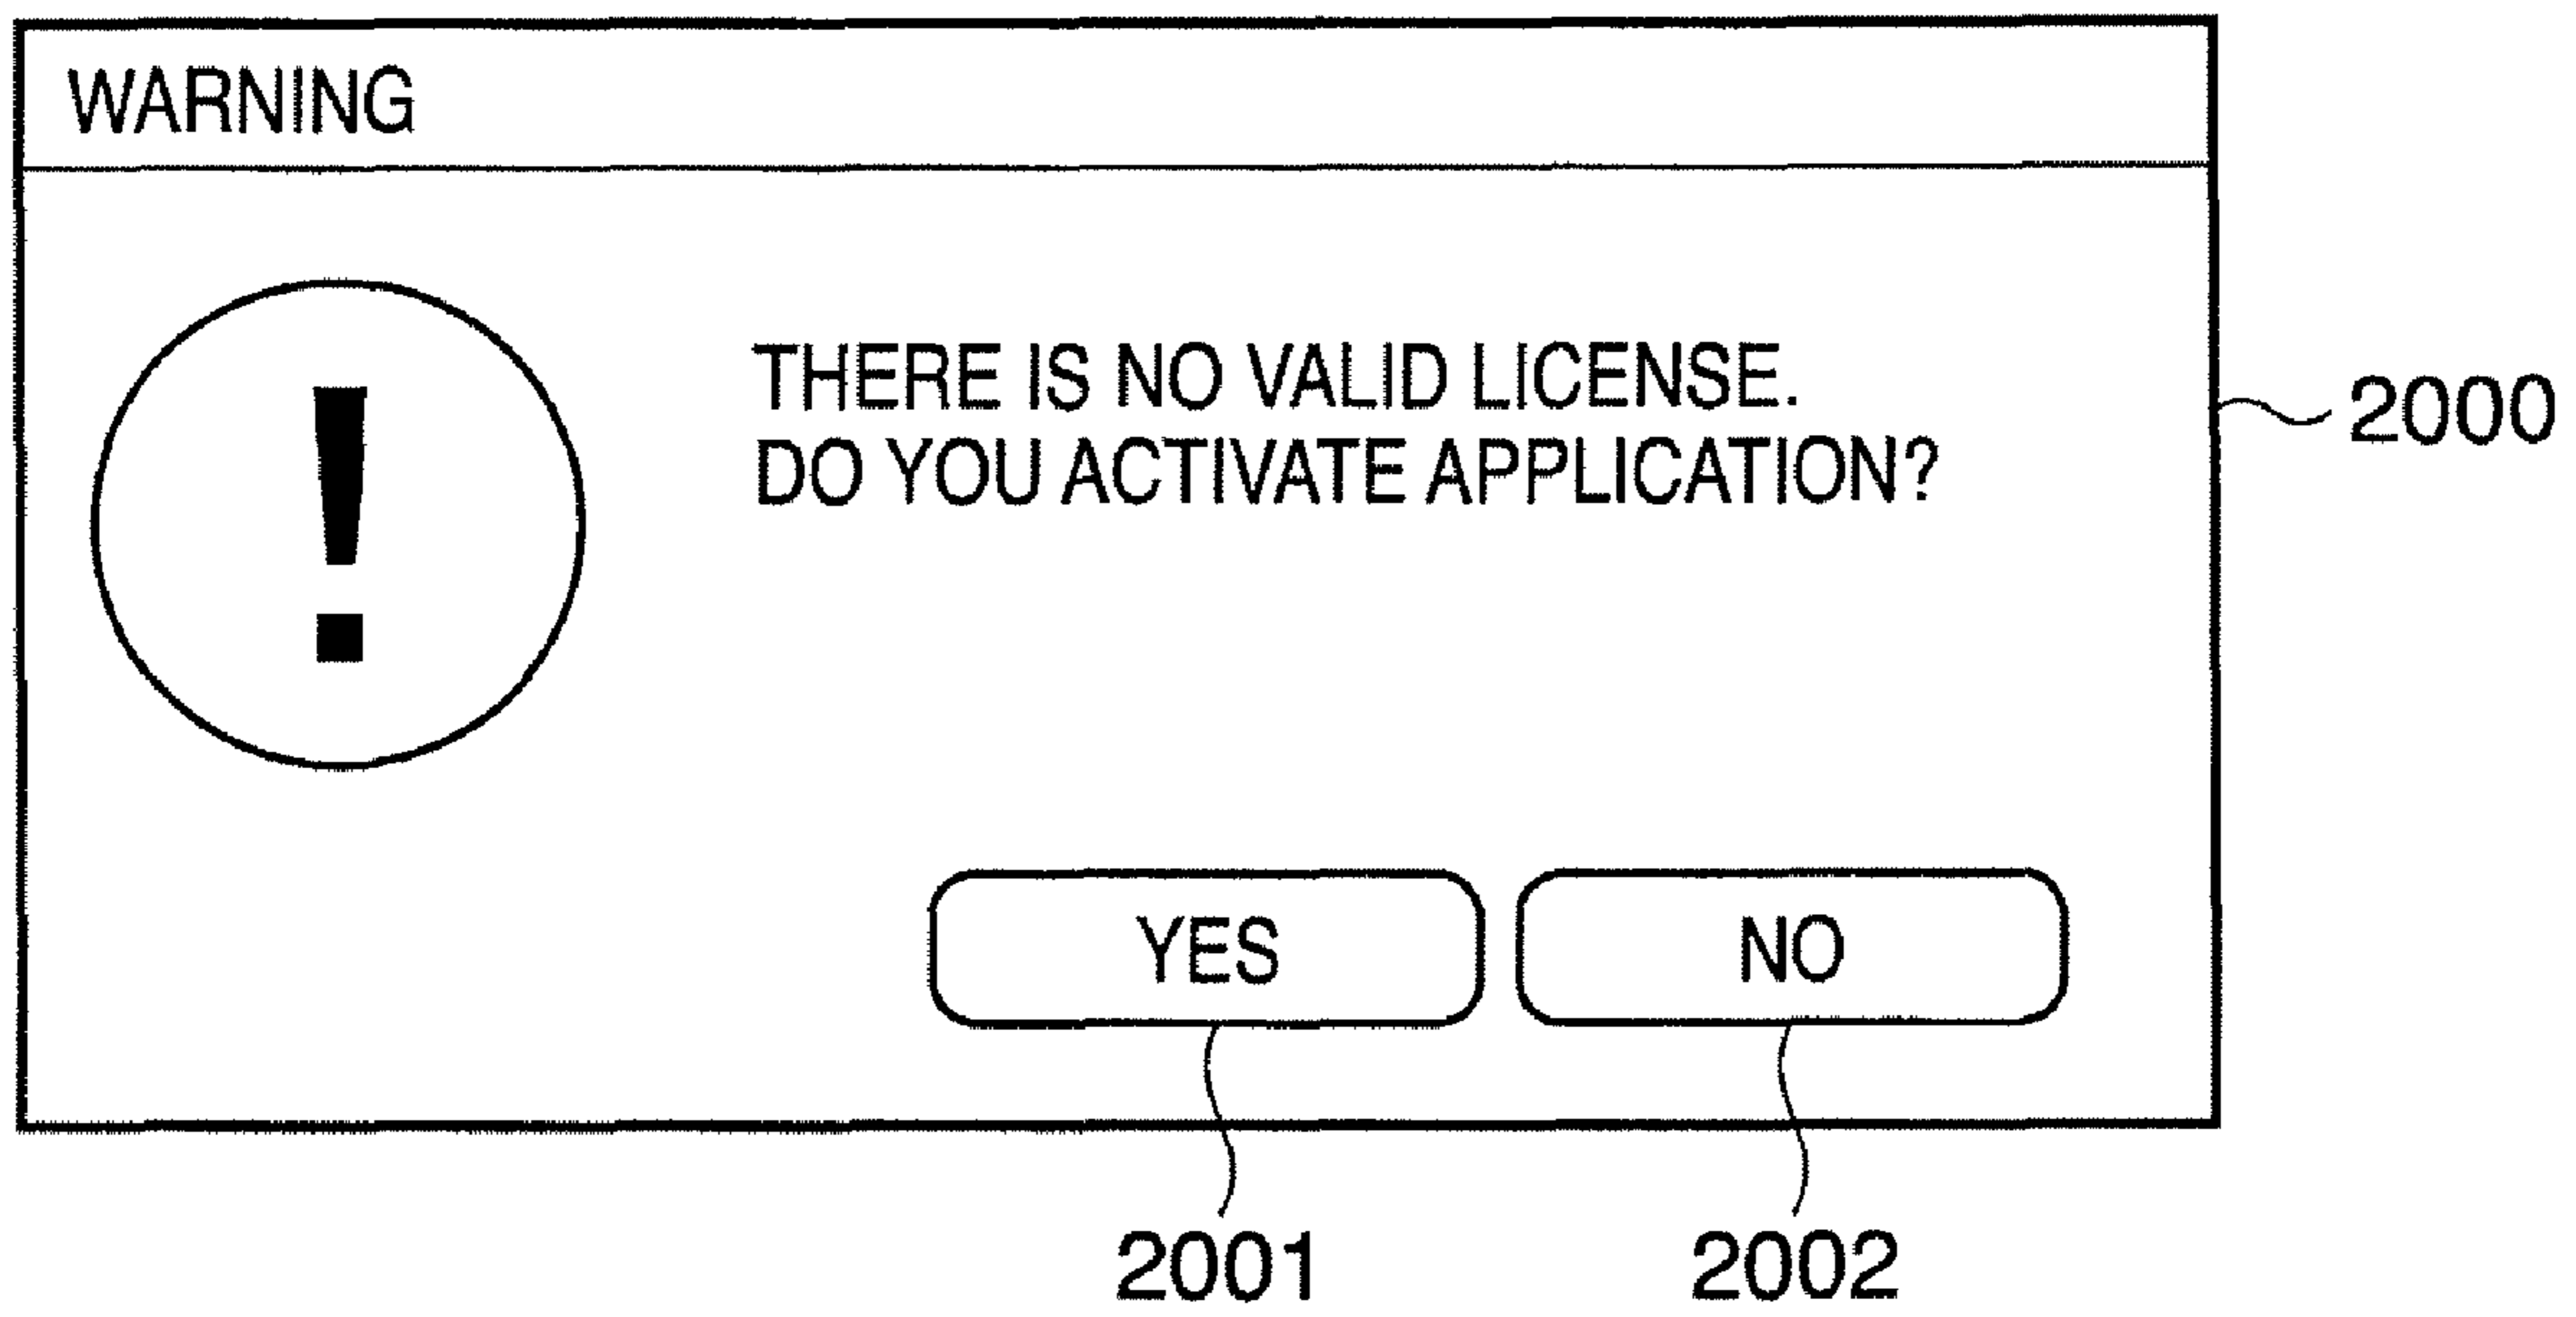 WARNING
!
THERE IS NO VALID LICENSE.
DO YOU ACTIVATE APPLICATION?
2000
YES
NO
2001
2002